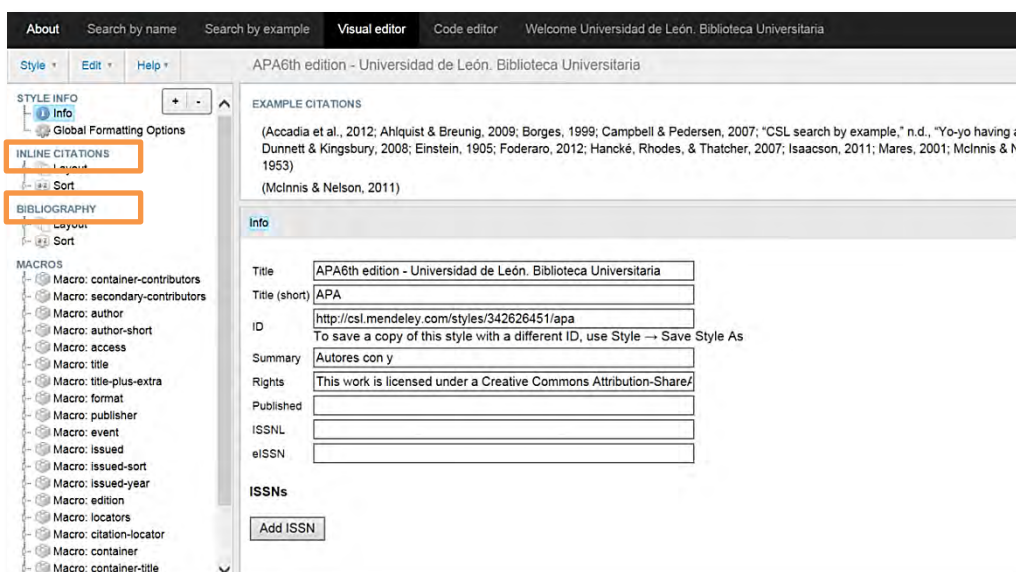 About Search by name Search by example Visual editor Code editor Welcome Universidad de León. Biblioteca Universitaria
Style Edit Help APA6th edition - Universidad de León. Biblioteca Universitaria
STYLE INFO + -
Info
Global Formatting Options
INLINE CITATIONS
Layout
Sort
BIBLIOGRAPHY
Layout
Sort
MACROS
Macro: container-contributors
Macro: secondary-contributors
Macro: author
Macro: author-short
Macro: access
Macro: title
Macro: title-plus-extra
Macro: format
Macro: publisher
Macro: event
Macro: issued
Macro: issued-sort
Macro: issued-year
Macro: edition
Macro: locators
Macro: citation-locator
Macro: container
Macro: container-title
EXAMPLE CITATIONS
(Accadia et al., 2012; Ahlquist & Breunig, 2009; Borges, 1999; Campbell & Pedersen, 2007; “CSL search by example,” n.d., “Yo-yo having a
Dunnett & Kingsbury, 2008; Einstein, 1905; Foderaro, 2012; Hancké, Rhodes, & Thatcher, 2007; Isaacson, 2011; Mares, 2001; McInnis & N
1953)
(McInnis & Nelson, 2011)
Info
Title APA6th edition - Universidad de León. Biblioteca Universitaria
Title (short) APA
ID http://csl.mendeley.com/styles/342626451/apa
To save a copy of this style with a different ID, use Style → Save Style As
Summary Autores con y
Rights This work is licensed under a Creative Commons Attribution-ShareA
Published
ISSNL
eISSN
ISSNs
Add ISSN